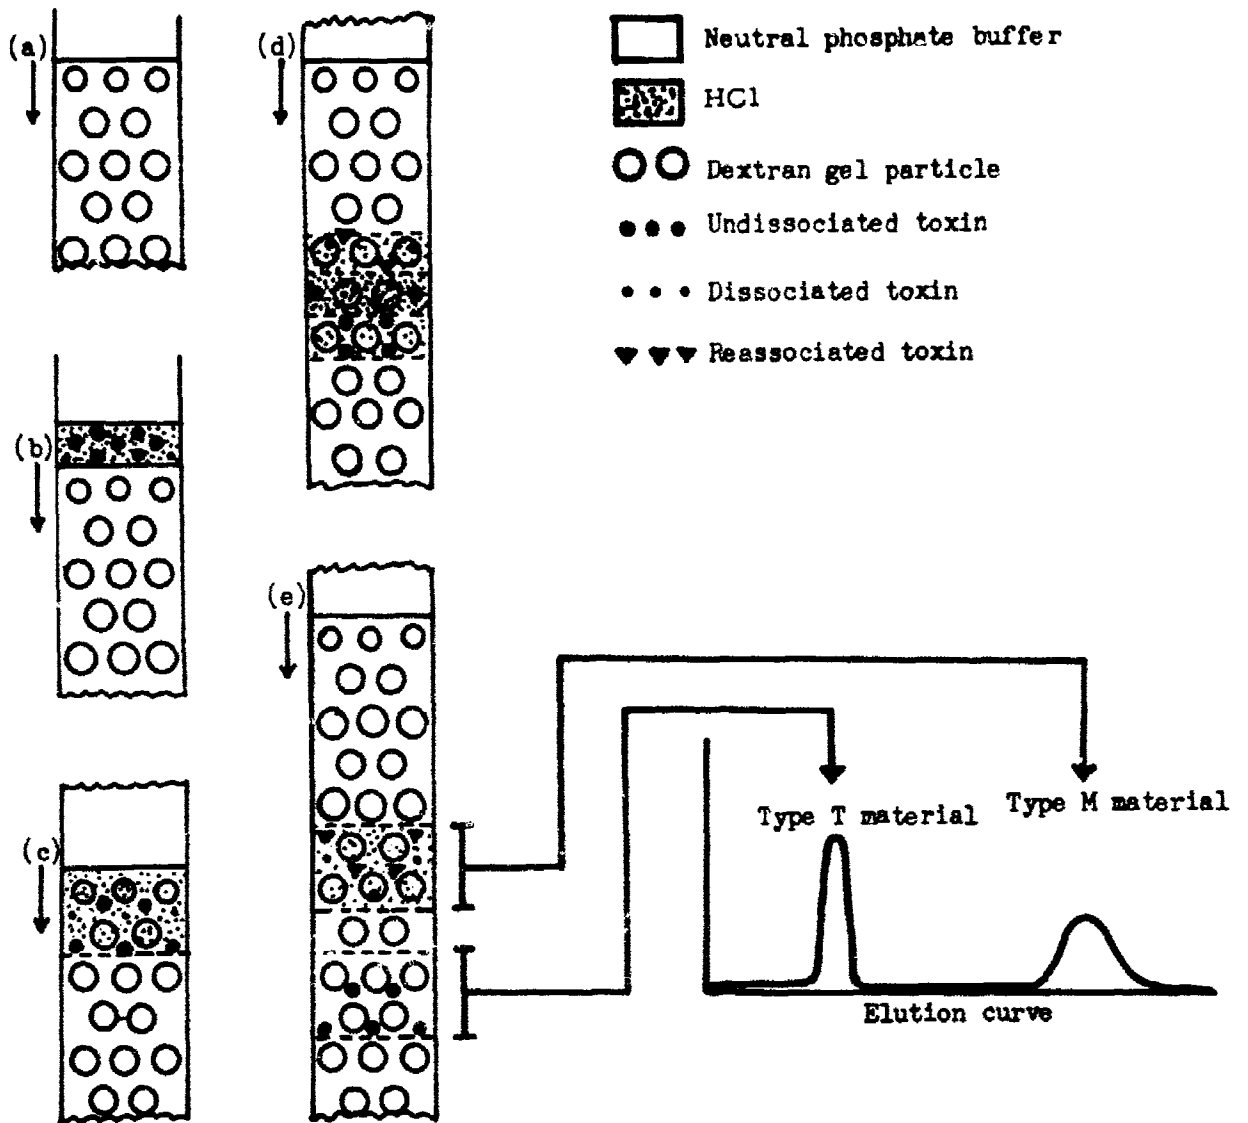 (a)
(d)
Neutral phosphate buffer
HCl
Dextran gel particle
Undissociated toxin
Dissociated toxin
Reassociated toxin
(b)
(e)
(c)
Type T material
Type M material
Elution curve